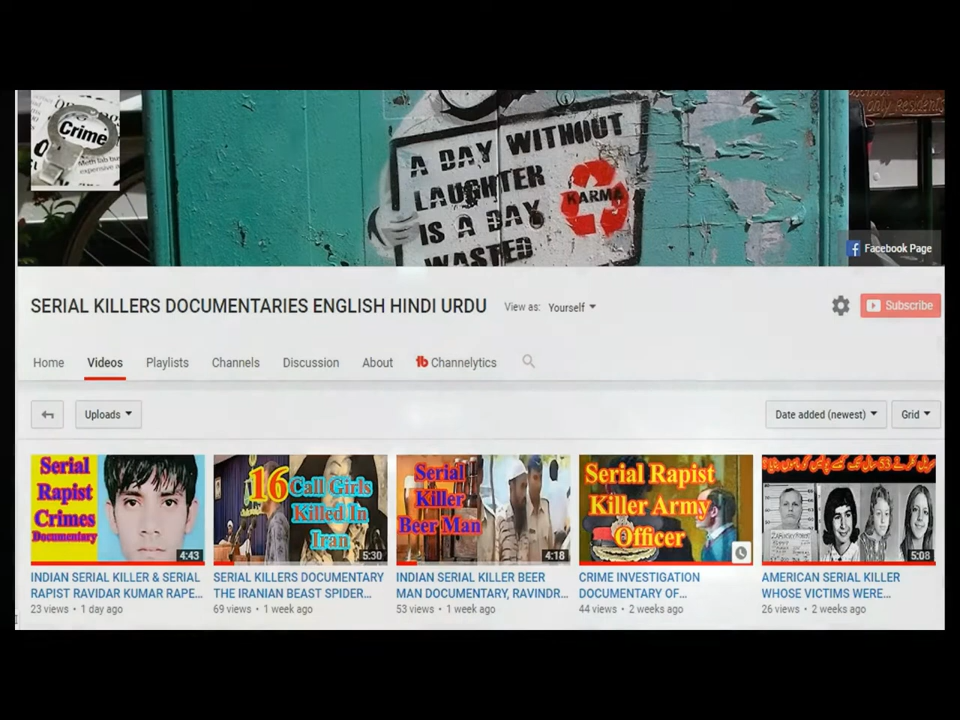 Crime
Meth lab bu
expensive a
A DAY WITHOUT
LAUGHTER
IS A DAY
WASTED
KARMA
only Residents
Facebook Page
SERIAL KILLERS DOCUMENTARIES ENGLISH HINDI URDU
View as: Yourself
Subscribe
Home Videos Playlists Channels Discussion About Channelytics
Uploads
Date added (newest) Grid
Serial
Rapist
Crimes
Documentary
4:43
16 Call Girls
Killed In
Iran
5:30
Serial
Killer
Beer Man
4:18
Serial Rapist
Killer Army
Officer
5:08
INDIAN SERIAL KILLER & SERIAL
RAPIST RAVIDAR KUMAR RAPE...
23 views • 1 day ago
SERIAL KILLERS DOCUMENTARY
THE IRANIAN BEAST SPIDER...
69 views • 1 week ago
INDIAN SERIAL KILLER BEER
MAN DOCUMENTARY, RAVINDR...
53 views • 1 week ago
CRIME INVESTIGATION
DOCUMENTARY OF...
44 views • 2 weeks ago
AMERICAN SERIAL KILLER
WHOSE VICTIMS WERE...
26 views • 2 weeks ago